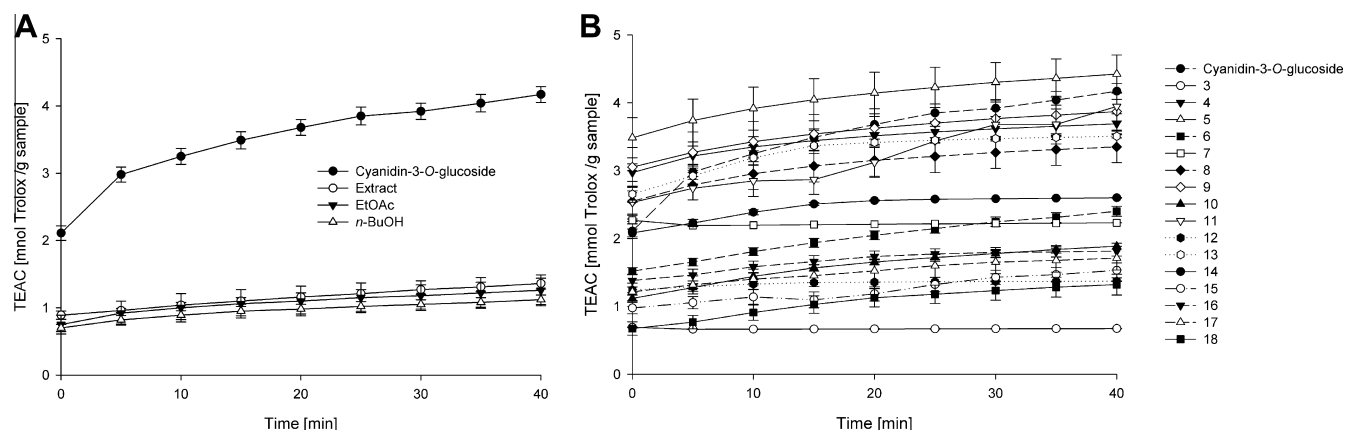 A
TEAC [mmol Trolox /g sample]
5
4
3
2
1
0
0 10 20 30 40
Time [min]
Cyanidin-3-O-glucoside
Extract
EtOAc
n-BuOH
B
TEAC [mmol Trolox /g sample]
5
4
3
2
1
0
0 10 20 30 40
Time [min]
Cyanidin-3-O-glucoside
3
4
5
6
7
8
9
10
11
12
13
14
15
16
17
18